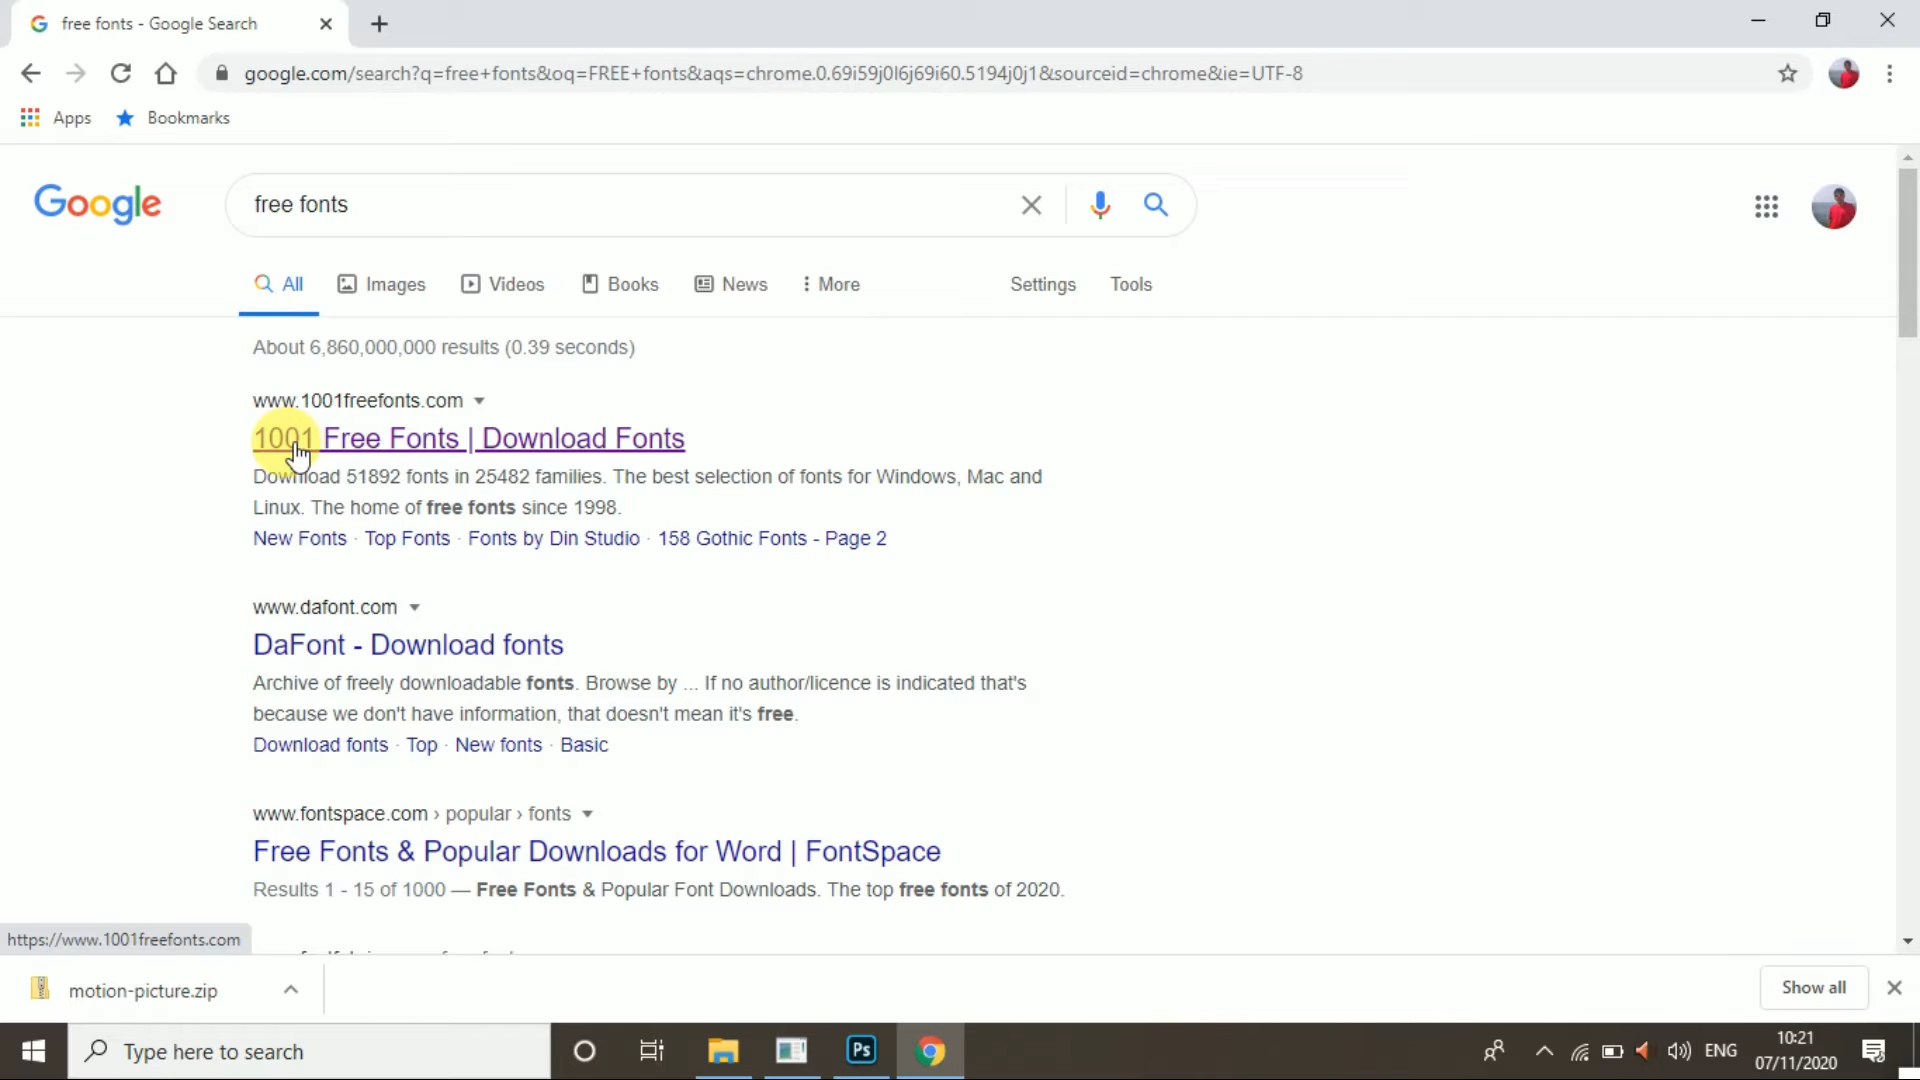 free fonts - Google Search
google.com/search?q=free+fonts&oq=FREE+fonts&aqs=chrome.0.69i59j0l6j69i60.5194j0j1&sourceid=chrome&ie=UTF-8
Apps Bookmarks
Google free fonts
All Images Videos Books News More Settings Tools
About 6,860,000,000 results (0.39 seconds)
www.1001freefonts.com
1001 Free Fonts | Download Fonts
Download 51892 fonts in 25482 families. The best selection of fonts for Windows, Mac and
Linux. The home of free fonts since 1998.
New Fonts · Top Fonts · Fonts by Din Studio · 158 Gothic Fonts - Page 2
www.dafont.com
DaFont - Download fonts
Archive of freely downloadable fonts. Browse by ... If no author/licence is indicated that's
because we don't have information, that doesn't mean it's free.
Download fonts · Top · New fonts · Basic
www.fontspace.com › popular › fonts
Free Fonts & Popular Downloads for Word | FontSpace
Results 1 - 15 of 1000 — Free Fonts & Popular Font Downloads. The top free fonts of 2020.
https://www.1001freefonts.com
motion-picture.zip Show all
Type here to search Ps ENG 10:21
07/11/2020